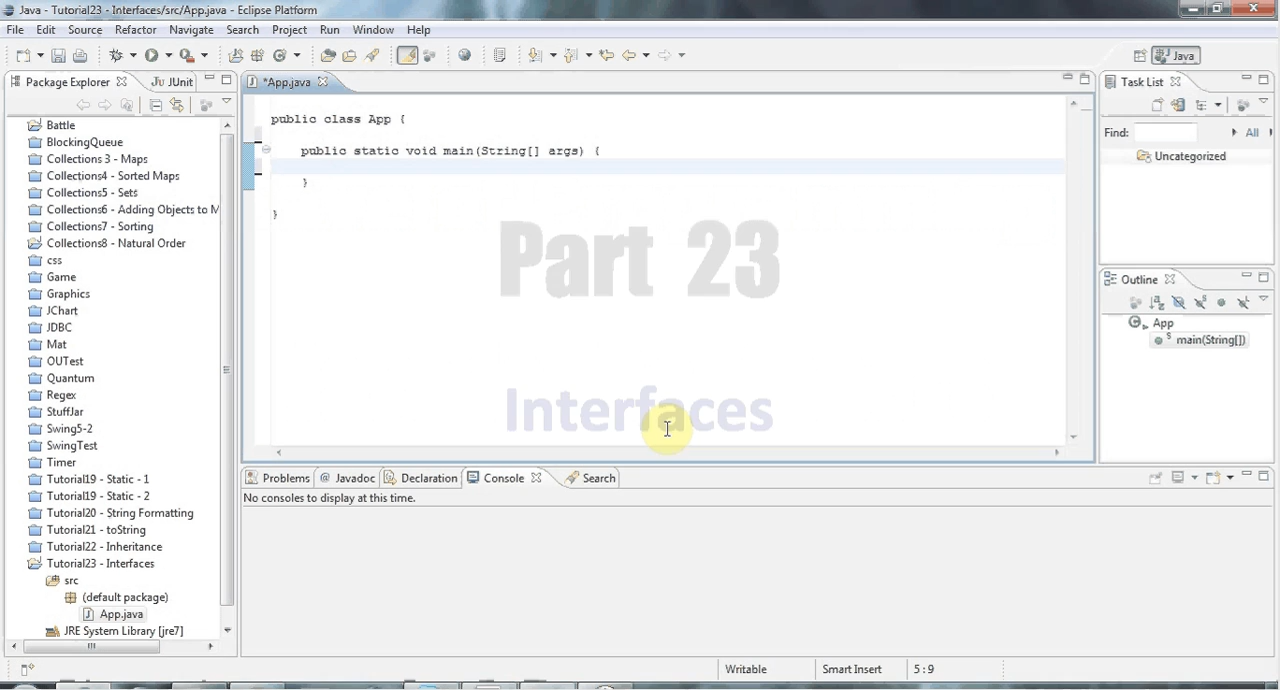 Java - Tutorial23 - Interfaces/src/App.java - Eclipse Platform
File Edit Source Refactor Navigate Search Project Run Window Help
Java
Package Explorer JUnit
*App.java
Task List
Battle
BlockingQueue
Collections 3 - Maps
Collections4 - Sorted Maps
Collections5 - Sets
Collections6 - Adding Objects to M
Collections7 - Sorting
Collections8 - Natural Order
css
Game
Graphics
JChart
JDBC
Mat
OUTest
Quantum
Regex
StuffJar
Swing5-2
SwingTest
Timer
Tutorial19 - Static - 1
Tutorial19 - Static - 2
Tutorial20 - String Formatting
Tutorial21 - toString
Tutorial22 - Inheritance
Tutorial23 - Interfaces
src
(default package)
App.java
JRE System Library [jre7]
public class App {
public static void main(String[] args) {
}
}
Part 23
Interfaces
Find: All
Uncategorized
Outline
App
main(String[])
Problems @ Javadoc Declaration Console Search
No consoles to display at this time.
Writable Smart Insert 5 : 9